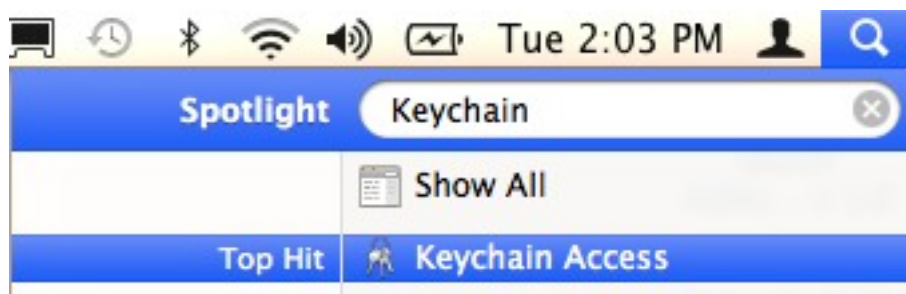 Tue 2:03 PM
Spotlight Keychain
Show All
Top Hit Keychain Access